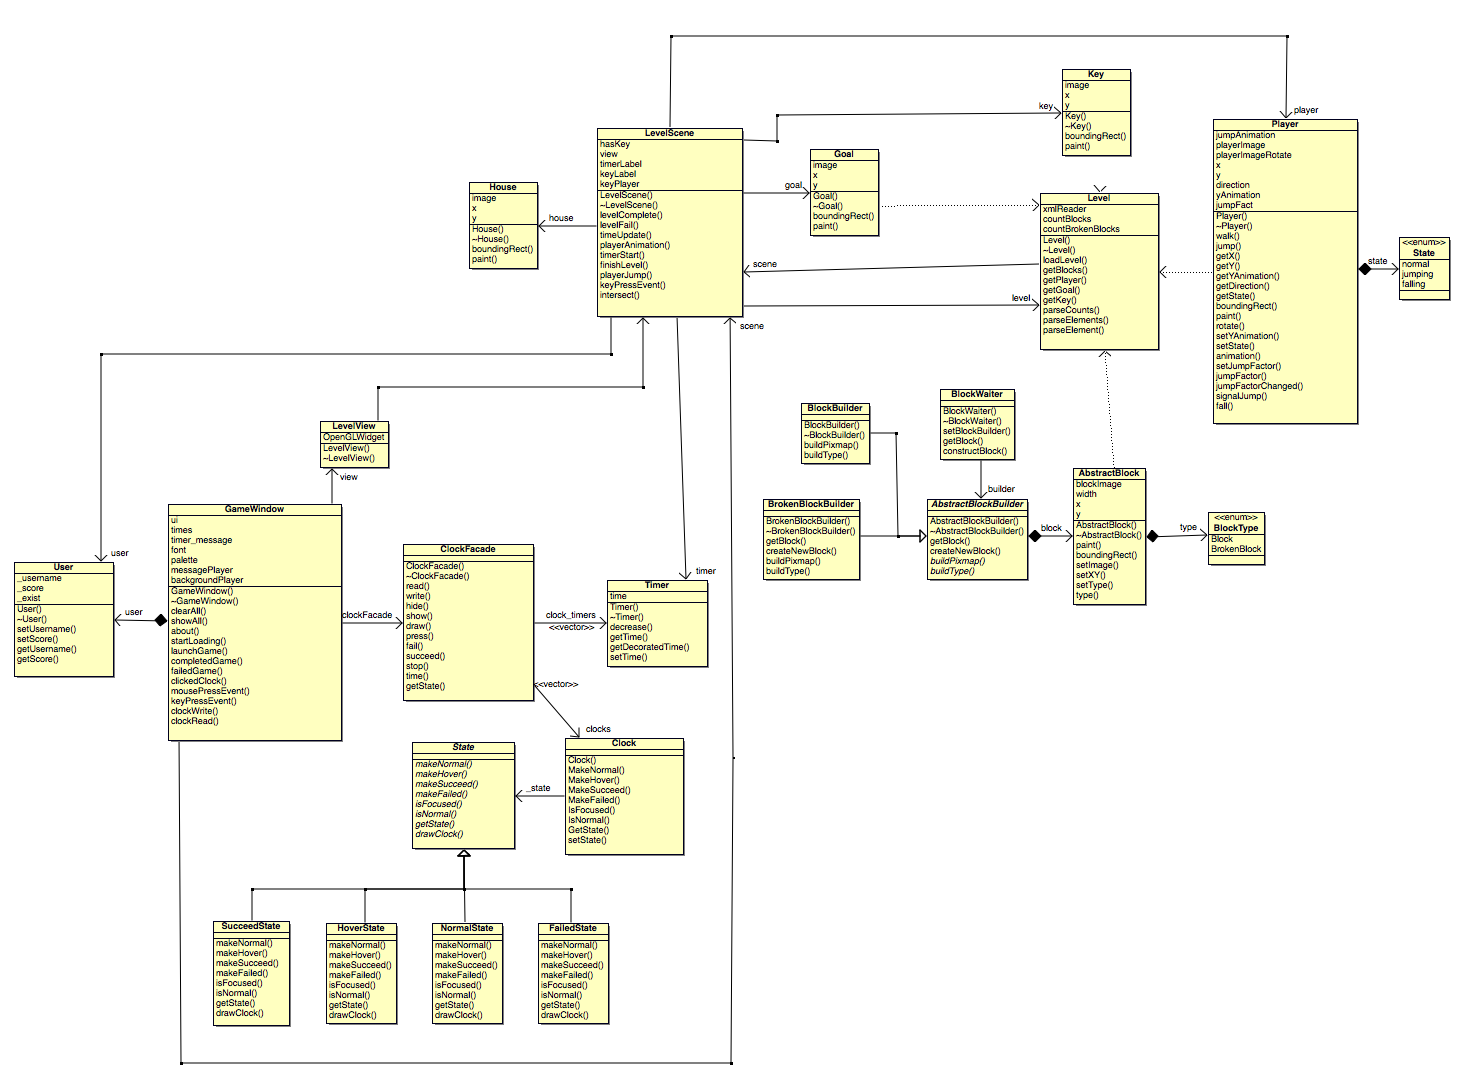 player
Key
image
x
y
Key()
~Key()
boundingRect()
paint()
key
Player
jumpAnimation
playerImage
playerImageRotate
x
y
direction
yAnimation
jumpFact
Player()
~Player()
walk()
jump()
getX()
getY()
getYAnimation()
getDirection()
getState()
boundingRect()
paint()
rotate()
setYAnimation()
setState()
animation()
setJumpFactor()
jumpFactor()
jumpFactorChanged()
signalJump()
fall()
LevelScene
hasKey
view
timerLabel
keyLabel
keyPlayer
LevelScene()
~LevelScene()
levelComplete()
levelFail()
timeUpdate()
playerAnimation()
timerStart()
finishLevel()
playerJump()
keyPressEvent()
intersect()
Goal
image
x
y
Goal()
~Goal()
boundingRect()
paint()
goal
House
image
x
y
House()
~House()
boundingRect()
paint()
house
Level
xmlReader
countBlocks
countBrokenBlocks
Level()
~Level()
loadLevel()
getBlocks()
getPlayer()
getGoal()
getKey()
parseCounts()
parseElements()
parseElement()
scene
level
scene
state
<<enum>>
State
normal
jumping
falling
LevelView
OpenGLWidget
LevelView()
~LevelView()
view
BlockBuilder
BlockBuilder()
~BlockBuilder()
buildPixmap()
buildType()
BlockWaiter
BlockWaiter()
~BlockWaiter()
setBlockBuilder()
getBlock()
constructBlock()
builder
BrokenBlockBuilder
BrokenBlockBuilder()
~BrokenBlockBuilder()
getBlock()
createNewBlock()
buildPixmap()
buildType()
AbstractBlockBuilder
AbstractBlockBuilder()
~AbstractBlockBuilder()
getBlock()
createNewBlock()
buildPixmap()
buildType()
block
AbstractBlock
blockImage
width
x
y
AbstractBlock()
~AbstractBlock()
paint()
boundingRect()
setImage()
setXY()
setType()
type()
type
<<enum>>
BlockType
Block
BrokenBlock
user
User
_username
_score
_exist
User()
~User()
setUsername()
setScore()
getUsername()
getScore()
user
GameWindow
ui
times
timer_message
font
palette
messagePlayer
backgroundPlayer
GameWindow()
~GameWindow()
clearAll()
showAll()
about()
startLoading()
launchGame()
completedGame()
failedGame()
clickedClock()
mousePressEvent()
keyPressEvent()
clockWrite()
clockRead()
clockFacade
ClockFacade
ClockFacade()
~ClockFacade()
read()
write()
hide()
show()
draw()
press()
fail()
succeed()
stop()
time()
getState()
clock_timers
<<vector>>
timer
Timer
time
Timer()
~Timer()
decrease()
getTime()
getDecoratedTime()
setTime()
<<vector>>
clocks
Clock
Clock()
MakeNormal()
MakeHover()
MakeSucceed()
MakeFailed()
IsFocused()
IsNormal()
GetState()
setState()
_state
State
makeNormal()
makeHover()
makeSucceed()
makeFailed()
isFocused()
isNormal()
getState()
drawClock()
SucceedState
makeNormal()
makeHover()
makeSucceed()
makeFailed()
isFocused()
isNormal()
getState()
drawClock()
HoverState
makeNormal()
makeHover()
makeSucceed()
makeFailed()
isFocused()
isNormal()
getState()
drawClock()
NormalState
makeNormal()
makeHover()
makeSucceed()
makeFailed()
isFocused()
isNormal()
getState()
drawClock()
FailedState
makeNormal()
makeHover()
makeSucceed()
makeFailed()
isFocused()
isNormal()
getState()
drawClock()